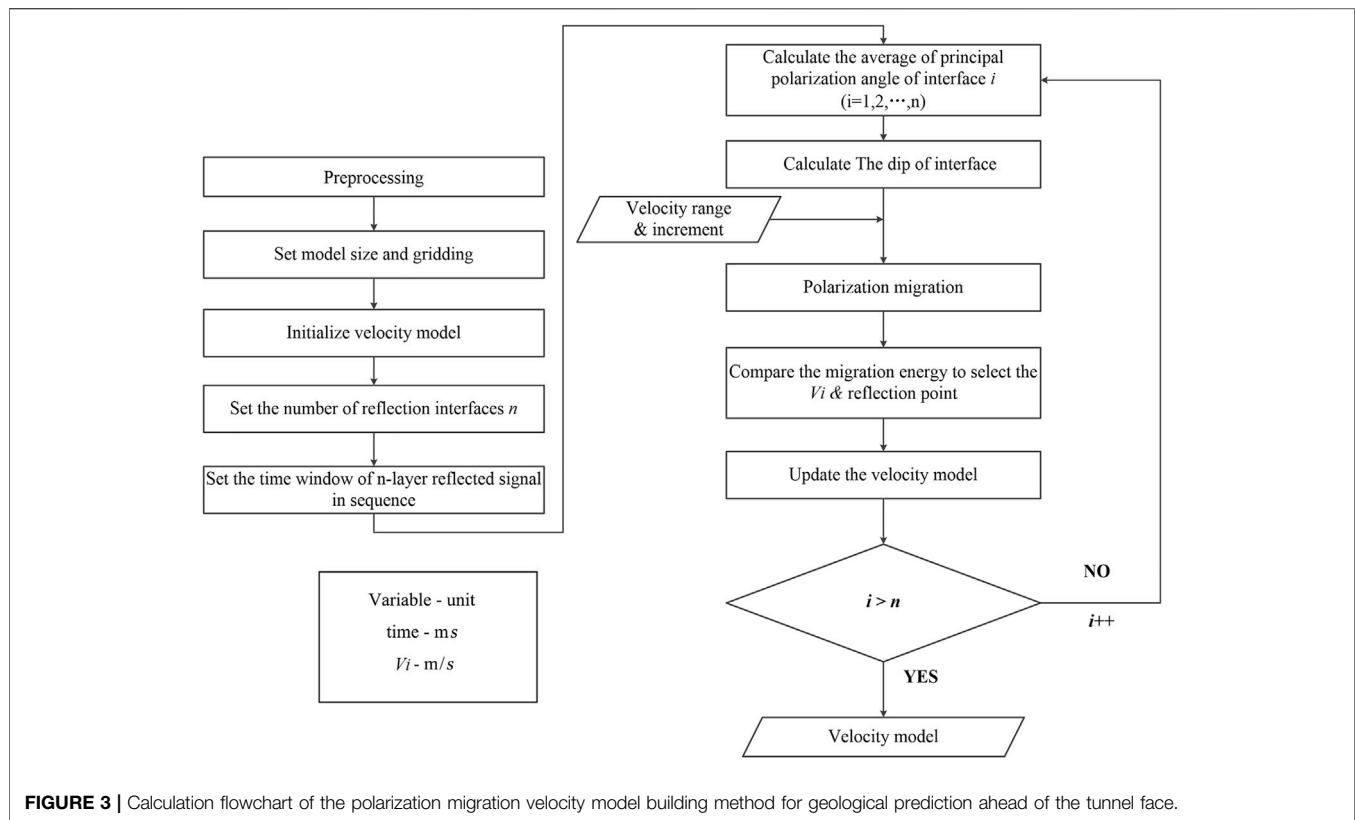 Preprocessing
Set model size and gridding
Initialize velocity model
Set the number of reflection interfaces n
Set the time window of n-layer reflected signal
in sequence
Variable - unit
time - ms
Vi - m/s
Calculate the average of principal
polarization angle of interface i
(i=1,2,⋯,n)
Calculate The dip of interface
Velocity range
& increment
Polarization migration
Compare the migration energy to select the
Vi & reflection point
Update the velocity model
i > n
NO
i++
YES
Velocity model
FIGURE 3 | Calculation flowchart of the polarization migration velocity model building method for geological prediction ahead of the tunnel face.